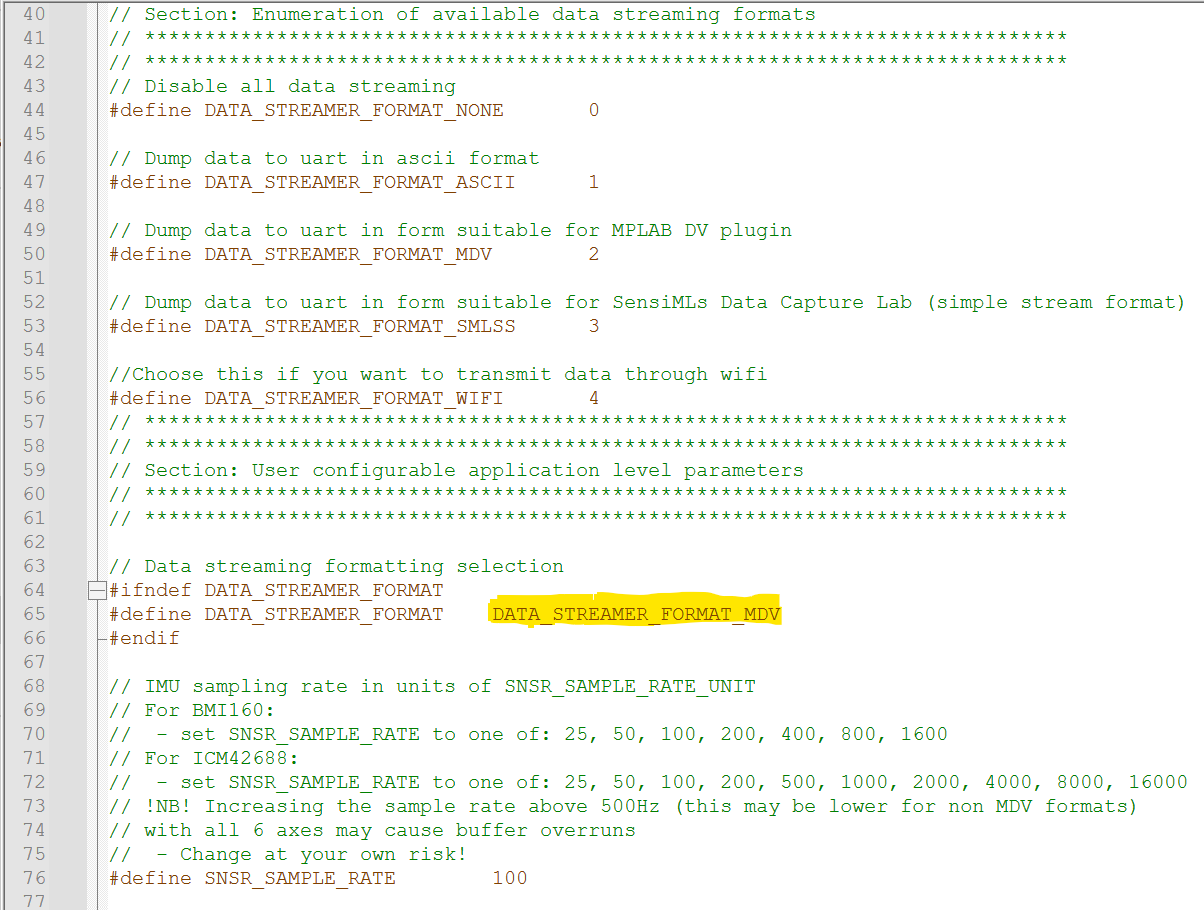 40 // Section: Enumeration of available data streaming formats
41 // *****************************************************************************
42 // *****************************************************************************
43 // Disable all data streaming
44 #define DATA_STREAMER_FORMAT_NONE       0
45
46 // Dump data to uart in ascii format
47 #define DATA_STREAMER_FORMAT_ASCII      1
48
49 // Dump data to uart in form suitable for MPLAB DV plugin
50 #define DATA_STREAMER_FORMAT_MDV        2
51
52 // Dump data to uart in form suitable for SensiMLs Data Capture Lab (simple stream format)
53 #define DATA_STREAMER_FORMAT_SMLSS      3
54
55 //Choose this if you want to transmit data through wifi
56 #define DATA_STREAMER_FORMAT_WIFI       4
57 // *****************************************************************************
58 // *****************************************************************************
59 // Section: User configurable application level parameters
60 // *****************************************************************************
61 // *****************************************************************************
62
63 // Data streaming formatting selection
64 #ifndef DATA_STREAMER_FORMAT
65 #define DATA_STREAMER_FORMAT    DATA_STREAMER_FORMAT_MDV
66 #endif
67
68 // IMU sampling rate in units of SNSR_SAMPLE_RATE_UNIT
69 // For BMI160:
70 //  - set SNSR_SAMPLE_RATE to one of: 25, 50, 100, 200, 400, 800, 1600
71 // For ICM42688:
72 //  - set SNSR_SAMPLE_RATE to one of: 25, 50, 100, 200, 500, 1000, 2000, 4000, 8000, 16000
73 // !NB! Increasing the sample rate above 500Hz (this may be lower for non MDV formats)
74 // with all 6 axes may cause buffer overruns
75 //  - Change at your own risk!
76 #define SNSR_SAMPLE_RATE        100
77